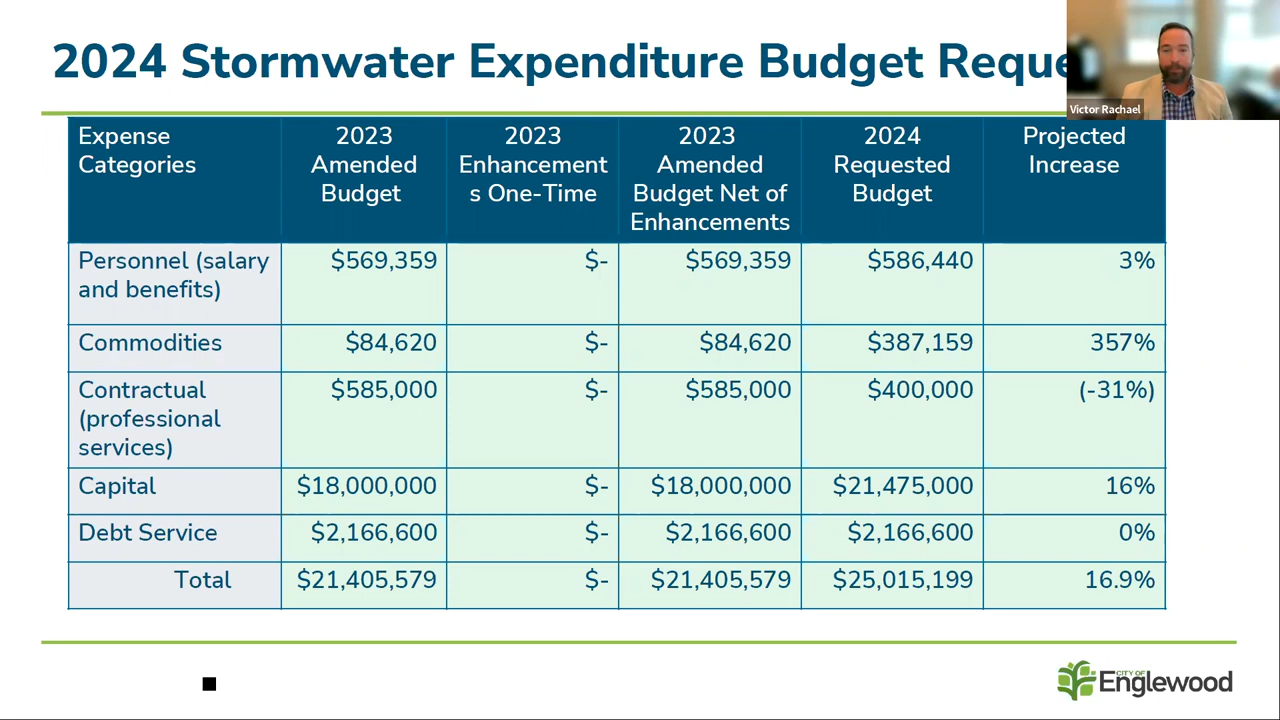 2024 Stormwater Expenditure Budget
Victor Rachael
Expense
Categories
2023
Amended
Budget
2023
Enhancement
s One-Time
2023
Amended
Budget Net of
Enhancements
2024
Requested
Budget
Projected
Increase
Personnel (salary
and benefits)
$569,359
$-
$569,359
$586,440
3%
Commodities
$84,620
$-
$84,620
$387,159
357%
Contractual
(professional
services)
$585,000
$-
$585,000
$400,000
(-31%)
Capital
$18,000,000
$-
$18,000,000
$21,475,000
16%
Debt Service
$2,166,600
$-
$2,166,600
$2,166,600
0%
Total
$21,405,579
$-
$21,405,579
$25,015,199
16.9%
CITY OF
Englewood